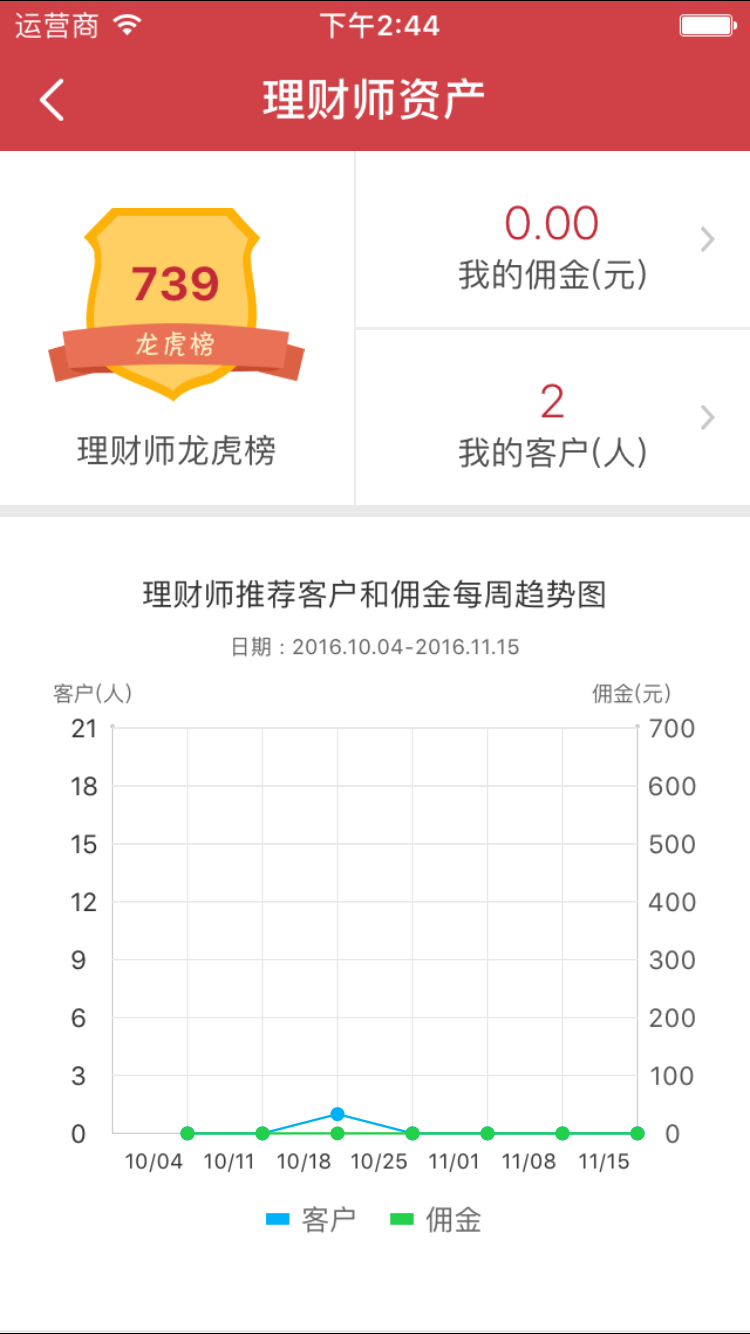 运营商 下午2:44
理财师资产
739
龙虎榜
理财师龙虎榜
0.00
我的佣金(元)
2
我的客户(人)
理财师推荐客户和佣金每周趋势图
日期：2016.10.04-2016.11.15
客户(人) 佣金(元)
21 700
18 600
15 500
12 400
9 300
6 200
3 100
0 0
10/04 10/11 10/18 10/25 11/01 11/08 11/15
客户 佣金